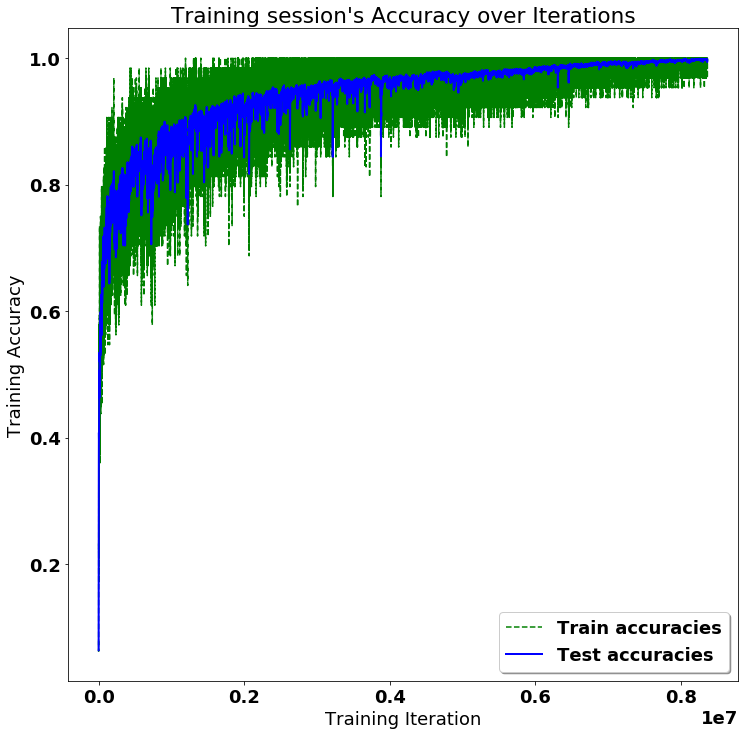 Training session's Accuracy over Iterations
Training Accuracy
1.0
0.8
0.6
0.4
0.2
0.0 0.2 0.4 0.6 0.8
1e7
Training Iteration
Train accuracies
Test accuracies